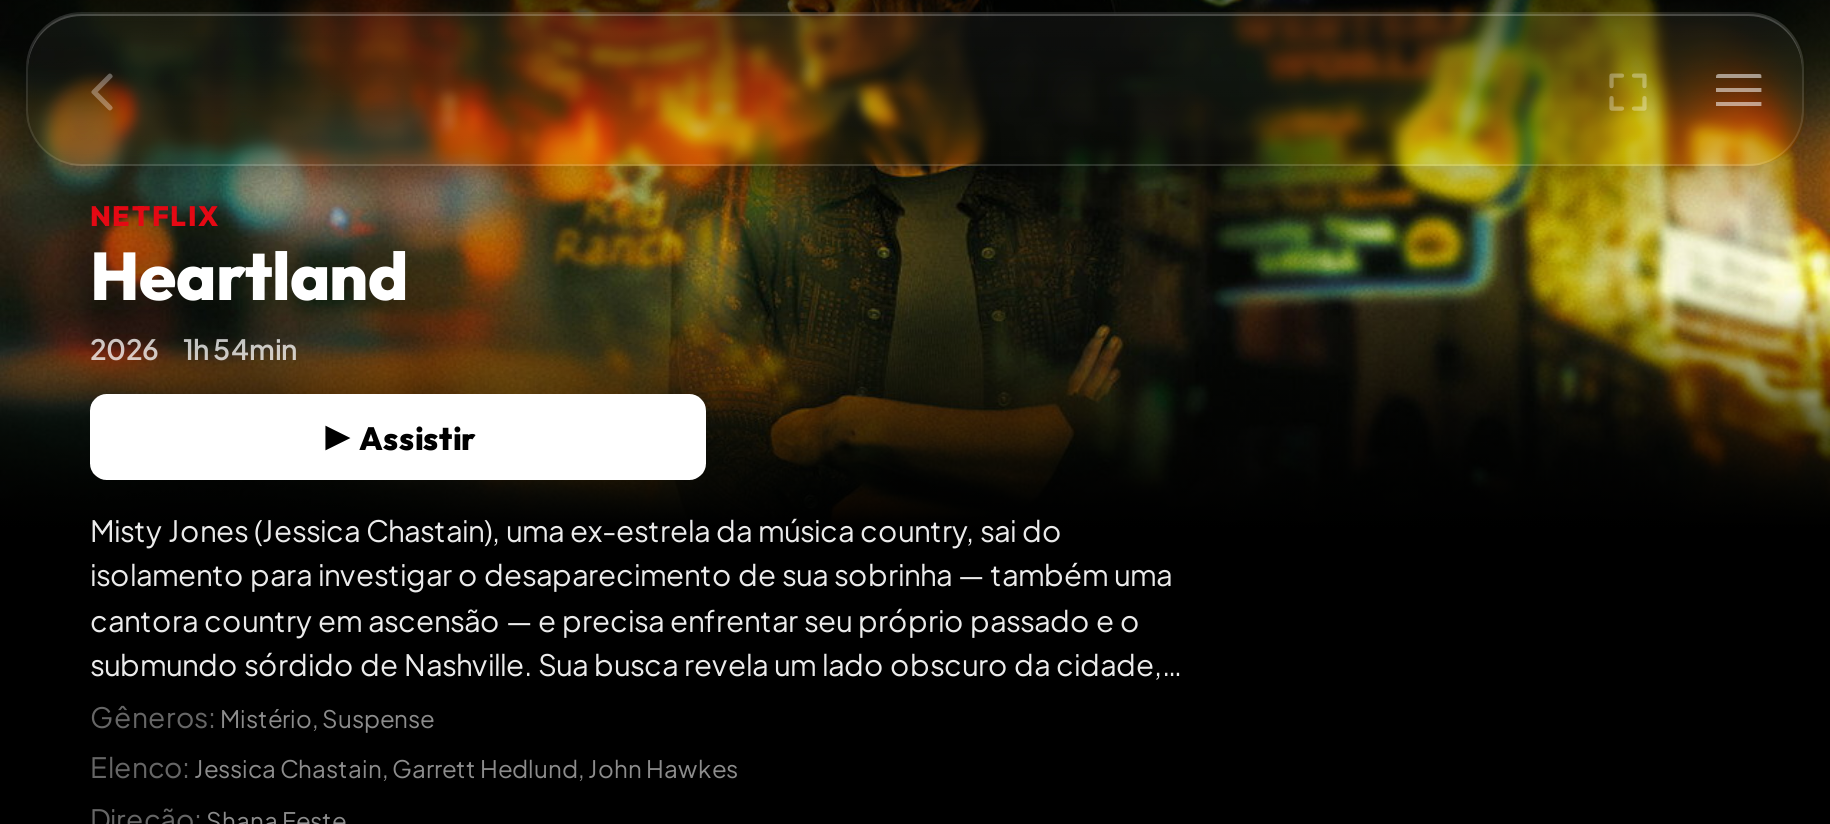 Red
Ranch
NETFLIX
Heartland
2026 1h 54min
▶ Assistir
Misty Jones (Jessica Chastain), uma ex-estrela da música country, sai do
isolamento para investigar o desaparecimento de sua sobrinha — também uma
cantora country em ascensão — e precisa enfrentar seu próprio passado e o
submundo sórdido de Nashville. Sua busca revela um lado obscuro da cidade,...
Gêneros: Mistério, Suspense
Elenco: Jessica Chastain, Garrett Hedlund, John Hawkes
Direção: Shana Feste